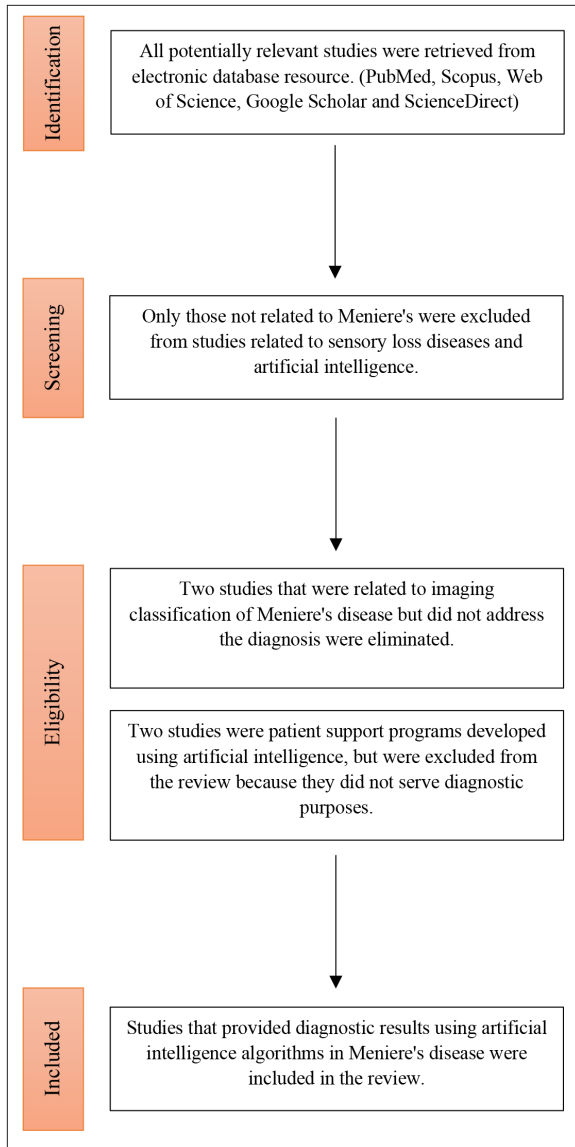 Identification
All potentially relevant studies were retrieved from
electronic database resource. (PubMed, Scopus, Web
of Science, Google Scholar and ScienceDirect)
Screening
Only those not related to Meniere's were excluded
from studies related to sensory loss diseases and
artificial intelligence.
Eligibility
Two studies that were related to imaging
classification of Meniere's disease but did not address
the diagnosis were eliminated.
Two studies were patient support programs developed
using artificial intelligence, but were excluded from
the review because they did not serve diagnostic
purposes.
Included
Studies that provided diagnostic results using artificial
intelligence algorithms in Meniere's disease were
included in the review.